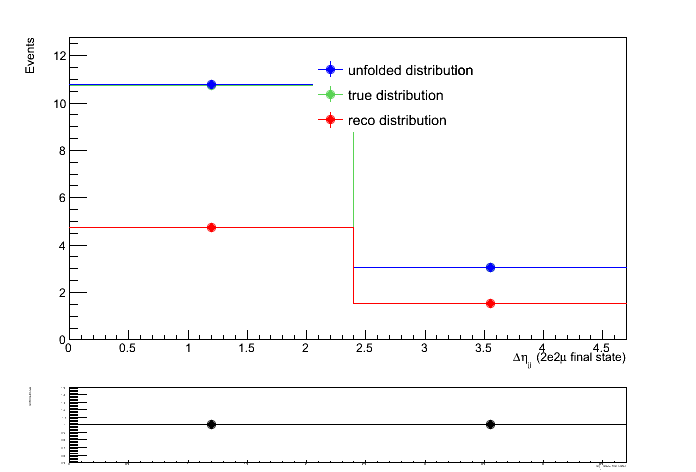 Events
12
10
8
6
4
2
0
unfolded distribution
true distribution
reco distribution
0 0.5 1 1.5 2 2.5 3 3.5 4 4.5
Δη_jj (2e2μ final state)